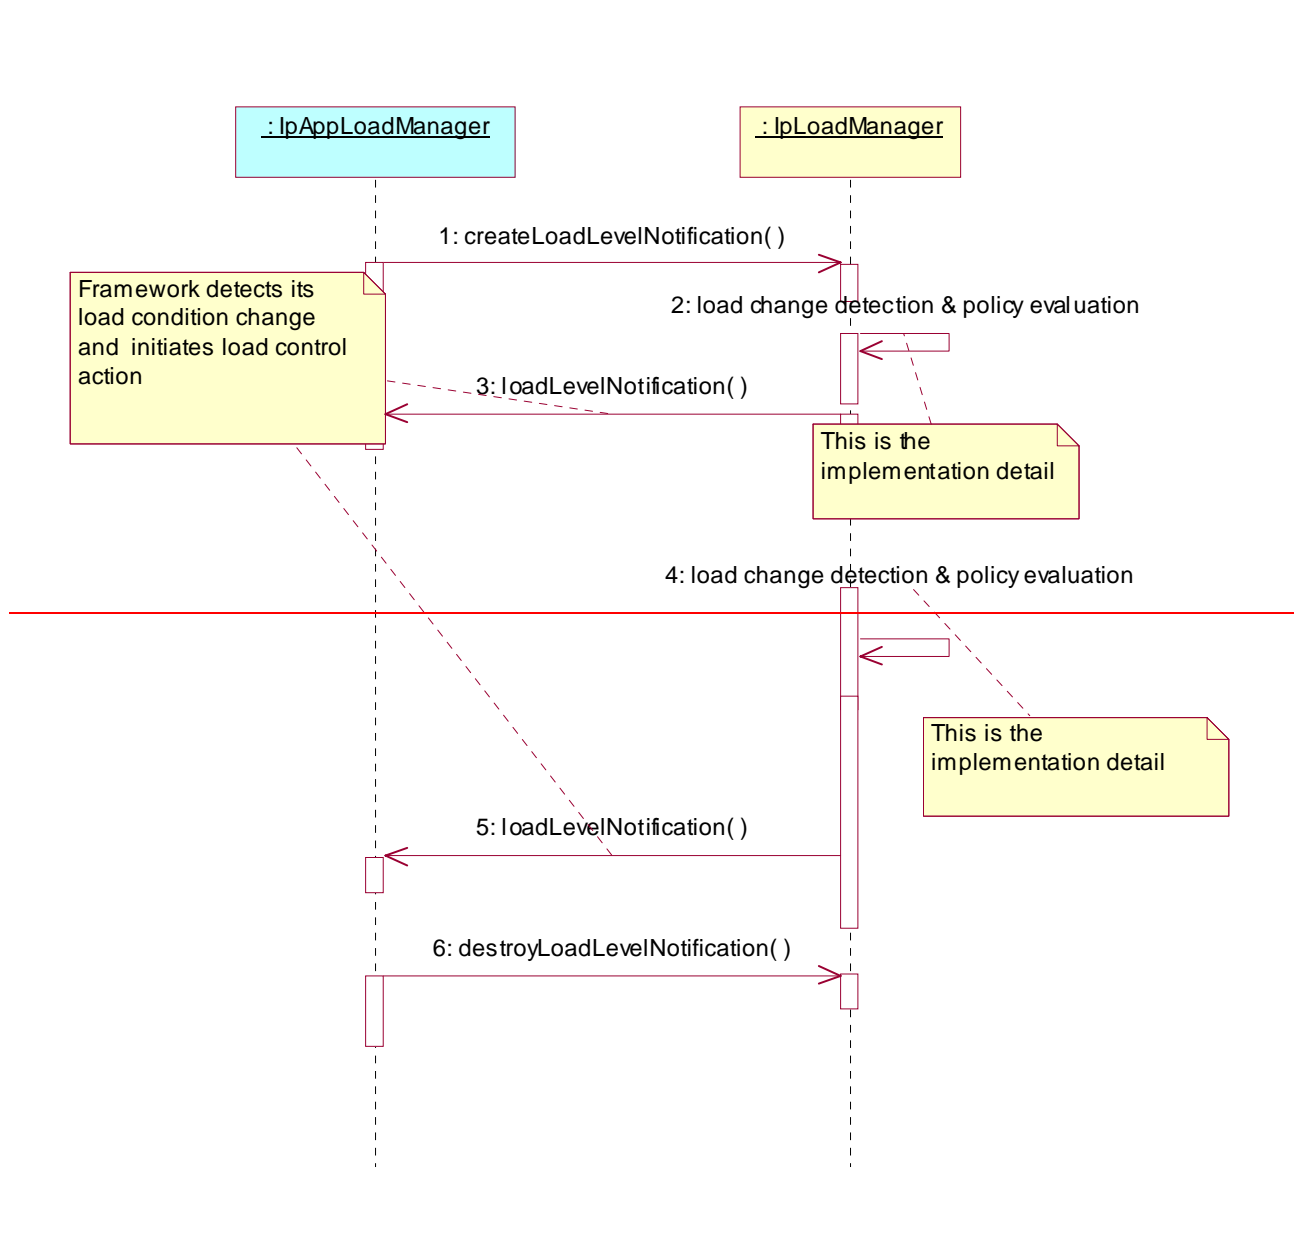 : IpAppLoadManager
: IpLoadManager
1: createLoadLevelNotification( )
Framework detects its
load condition change
and initiates load control
action
2: load change detection & policy evaluation
3: loadLevelNotification( )
This is the
implementation detail
4: load change detection & policy evaluation
This is the
implementation detail
5: loadLevelNotification( )
6: destroyLoadLevelNotification( )